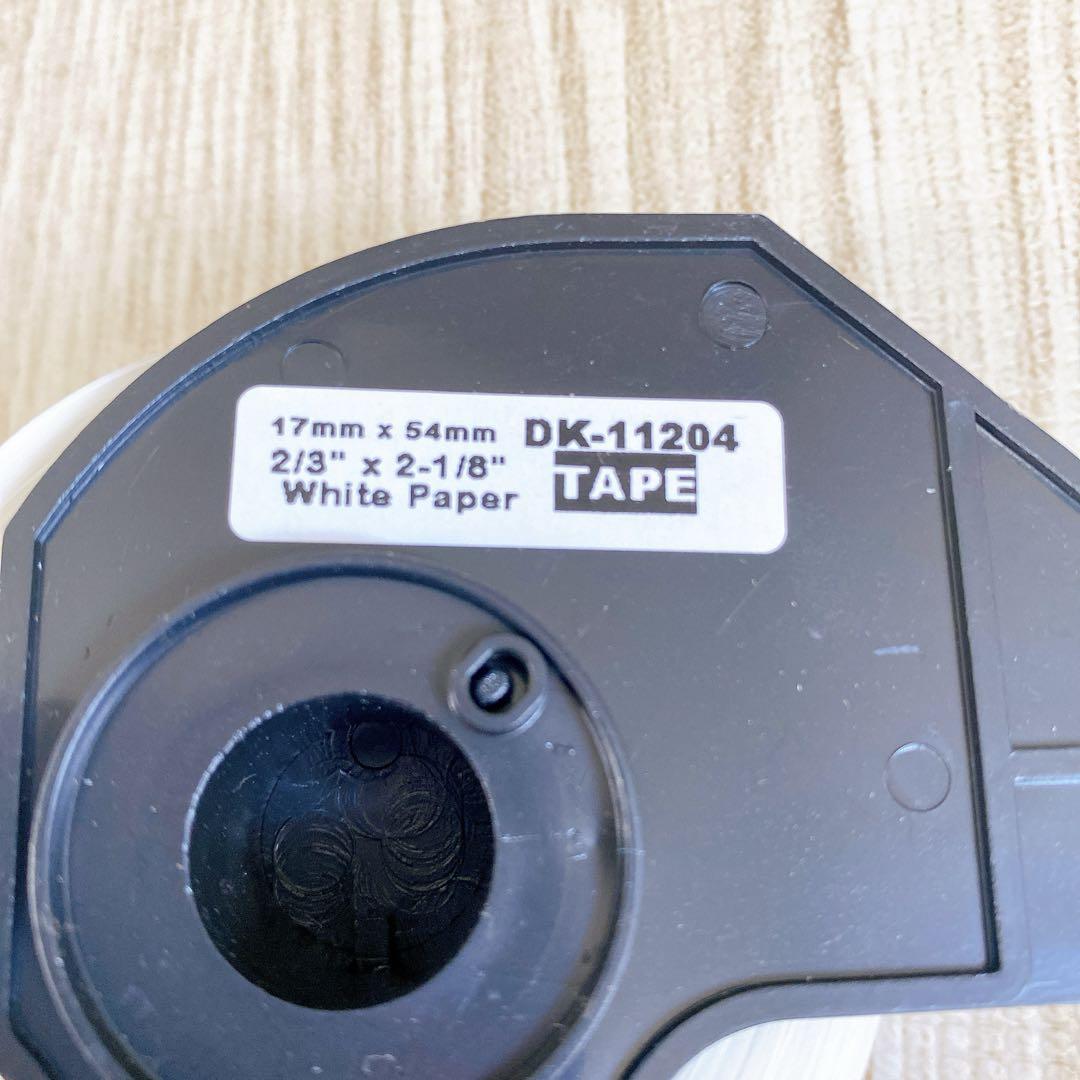 17mm x 54mm DK-11204
2/3" x 2-1/8" TAPE
White Paper